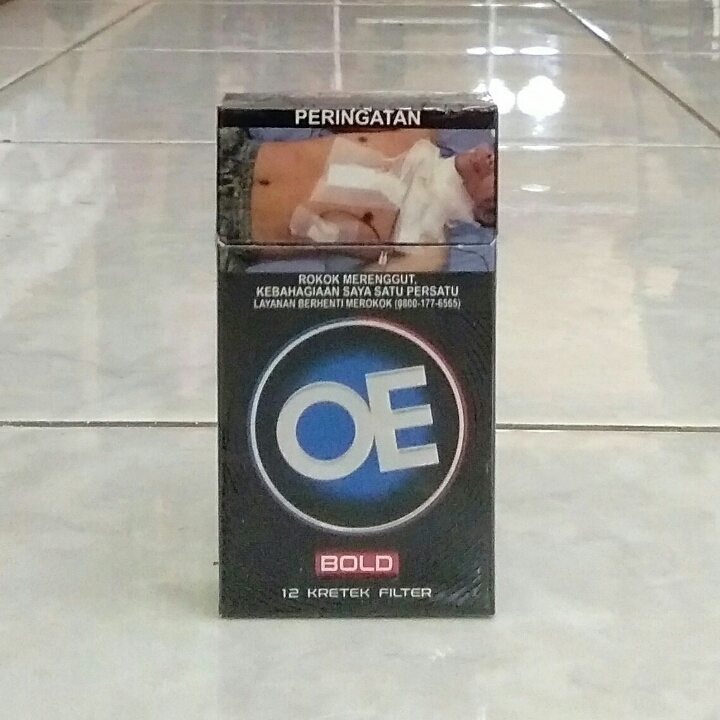 PERINGATAN
ROKOK MERENGGUT,
KEBAHAGIAAN SAYA SATU PERSATU
LAYANAN BERHENTI MEROKOK (0800-177-6565)
OE
BOLD
12 KRETEK FILTER